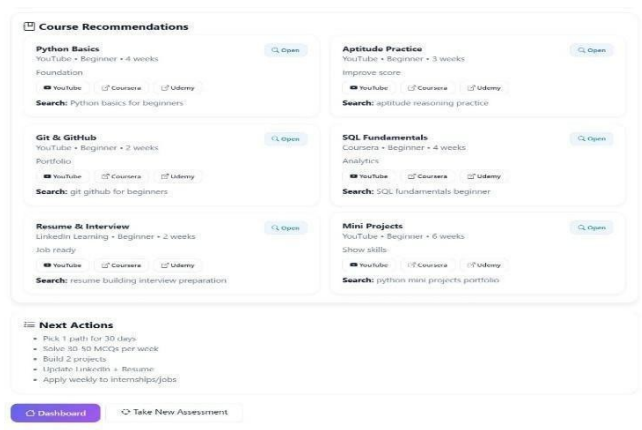 Course Recommendations
Python Basics
Open
YouTube • Beginner • 4 weeks
Foundation
YouTube Coursera Udemy
Search: Python basics for beginners
Aptitude Practice
Open
YouTube • Beginner • 3 weeks
Improve score
YouTube Coursera Udemy
Search: aptitude reasoning practice
Git & GitHub
Open
YouTube • Beginner • 2 weeks
Portfolio
YouTube Coursera Udemy
Search: git github for beginners
SQL Fundamentals
Open
Coursera • Beginner • 4 weeks
Analytics
YouTube Coursera Udemy
Search: SQL fundamentals beginner
Resume & Interview
Open
LinkedIn Learning • Beginner • 2 weeks
Job ready
YouTube Coursera Udemy
Search: resume building interview preparation
Mini Projects
Open
YouTube • Beginner • 6 weeks
Show skills
YouTube Coursera Udemy
Search: python mini projects portfolio
Next Actions
• Pick 1 path for 30 days
• Solve 30-50 MCQs per week
• Build 2 projects
• Update LinkedIn + Resume
• Apply weekly to internships/jobs
Dashboard
Take New Assessment